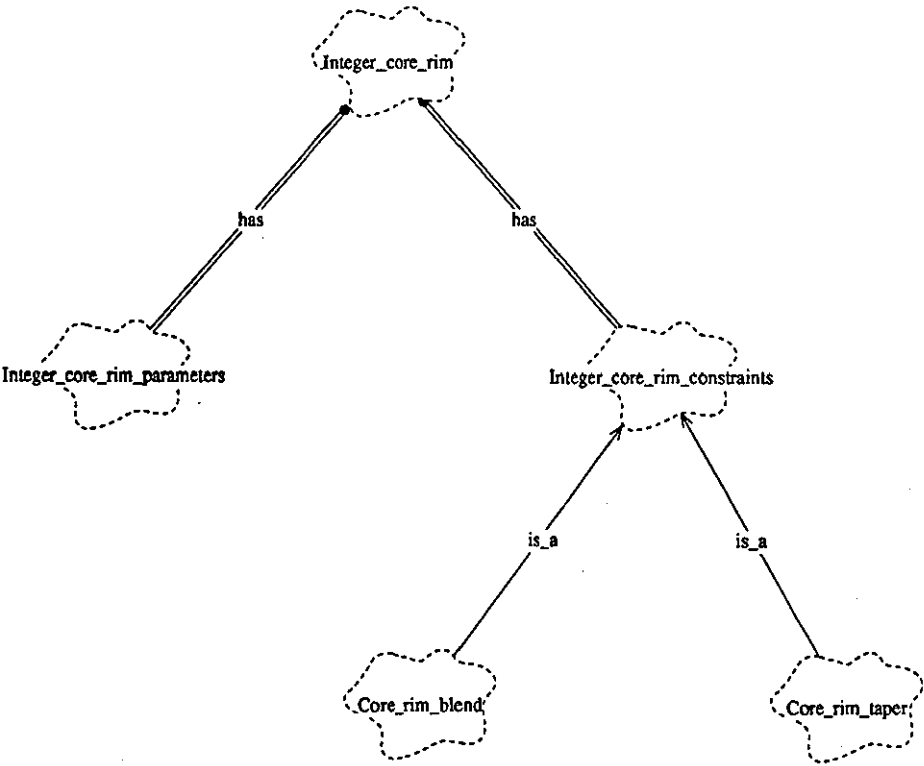 Integer_core_rim
has
has
Integer_core_rim_parameters
Integer_core_rim_constraints
is_a
is_a
Core_rim_blend
Core_rim_taper